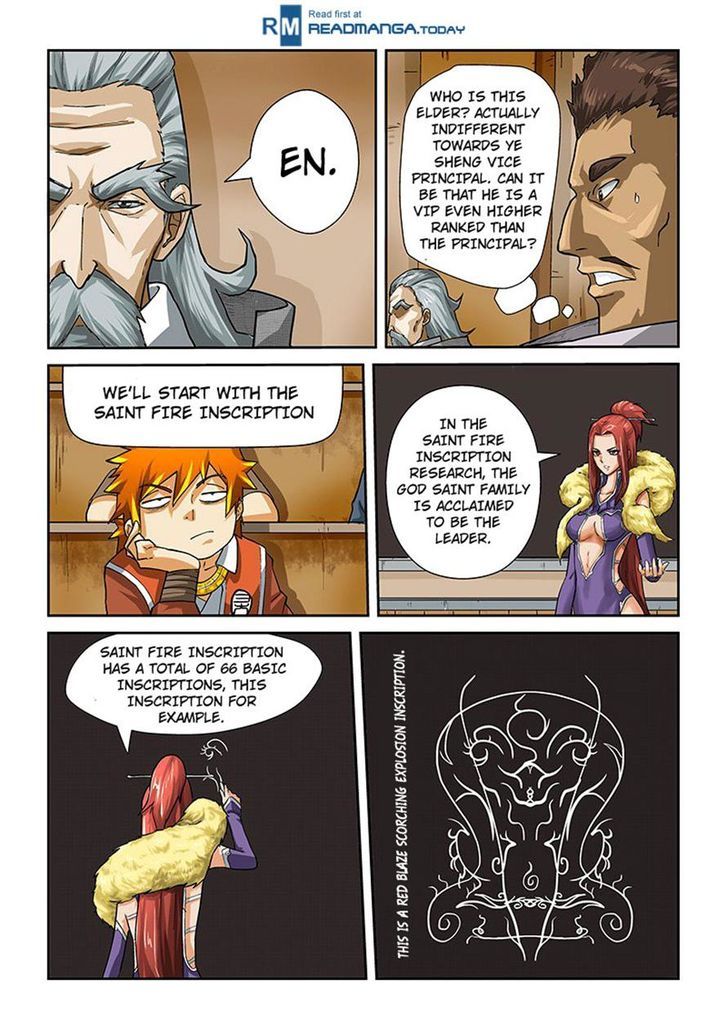 Read first at
RM READMANGA.TODAY
EN.
WHO IS THIS
ELDER? ACTUALLY
INDIFFERENT
TOWARDS YE
SHENG VICE
PRINCIPAL. CAN IT
BE THAT HE IS A
VIP EVEN HIGHER
RANKED THAN
THE PRINCIPAL?
WE'LL START WITH THE
SAINT FIRE INSCRIPTION
IN THE
SAINT FIRE
INSCRIPTION
RESEARCH, THE
GOD SAINT FAMILY
IS ACCLAIMED
TO BE THE
LEADER.
SAINT FIRE INSCRIPTION
HAS A TOTAL OF 66 BASIC
INSCRIPTIONS, THIS
INSCRIPTION FOR
EXAMPLE.
THIS IS A RED BLAZE SCORCHING EXPLOSION INSCRIPTION.